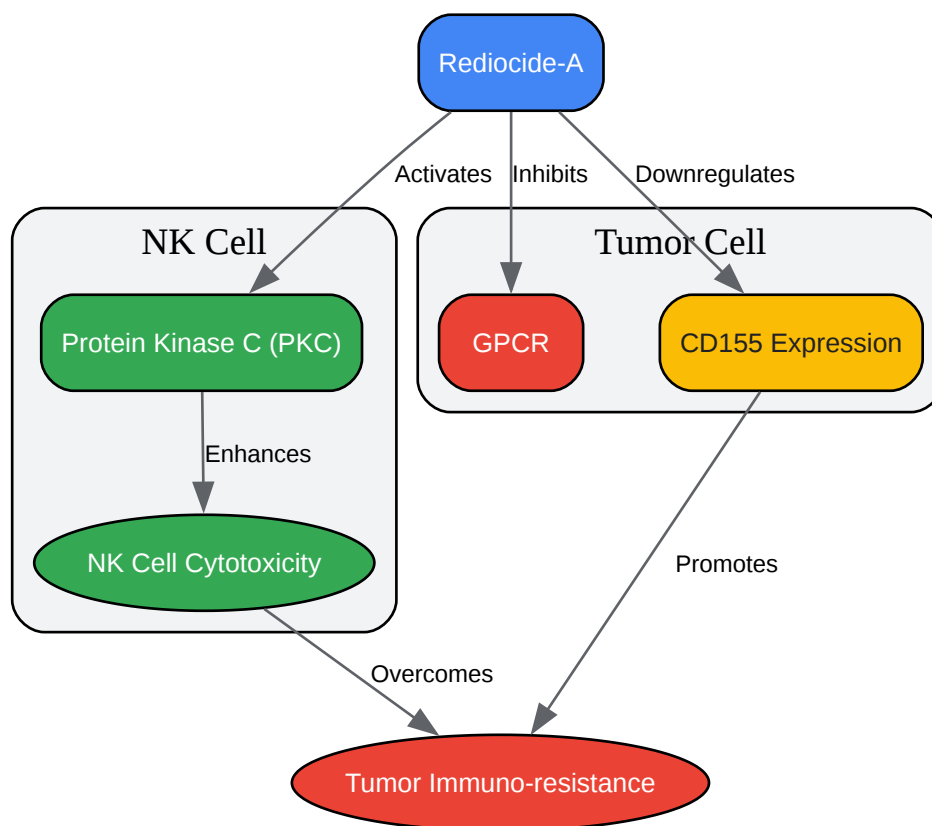 Rediocide-A
Activates
Inhibits
Downregulates
NK Cell
Tumor Cell
Protein Kinase C (PKC)
GPCR
CD155 Expression
Enhances
NK Cell Cytotoxicity
Promotes
Overcomes
Tumor Immuno-resistance